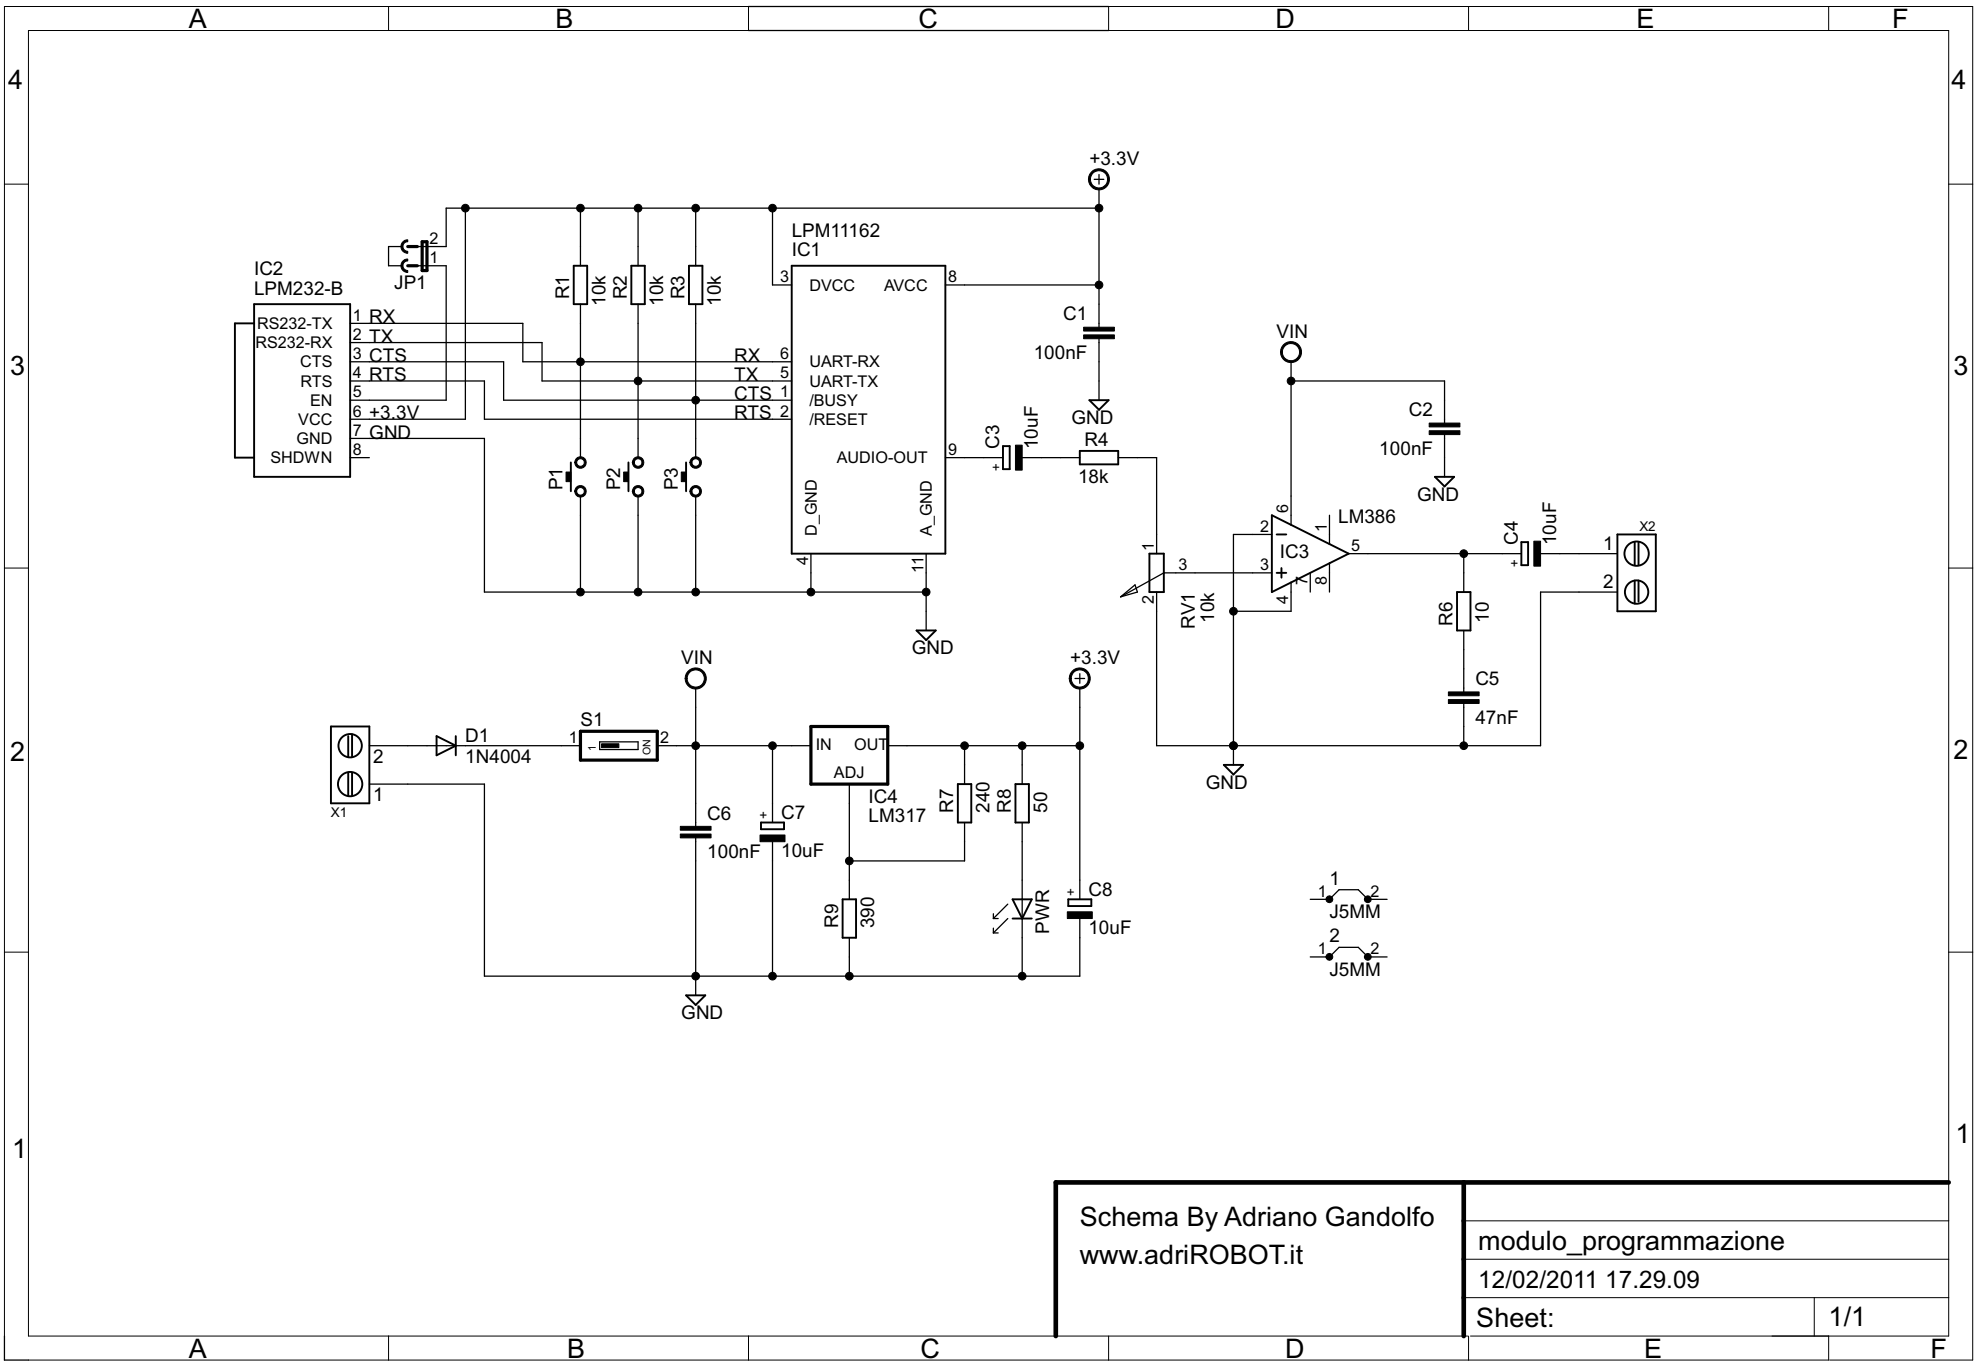 A B C D E F
4 4
+3.3V
LPM11162
IC1
2
1
JP1
IC2
LPM232-B
R1 10k R2 10k R3 10k
3 DVCC AVCC 8
C1
100nF
GND
RS232-TX 1 RX
RS232-RX 2 TX
CTS 3 CTS
RTS 4 RTS
EN 5
VCC 6 +3.3V
GND 7 GND
SHDWN 8
RX 6 UART-RX
TX 5 UART-TX
CTS 1 /BUSY
RTS 2 /RESET
AUDIO-OUT 9
D_GND A_GND
4 11
GND
P1 P2 P3
3 3
C3 + 10uF
R4
18k
VIN
C2
100nF
GND
1 3 2
RV1
10k
LM386
IC3
6 1 2 - 3 + 7 8 4 5
C4 + 10uF
X2
1
2
R6 10
C5
47nF
GND
2 2
X1
2
1
D1
1N4004
S1
1 1 ON 2
VIN
IN OUT
ADJ
IC4
LM317
+3.3V
C6
100nF
+ C7
10uF
R7 240 R8 50
R9 390
PWR
+ C8
10uF
GND
1
1 2
J5MM
2
1 2
J5MM
1 1
Schema By Adriano Gandolfo
www.adriROBOT.it
modulo_programmazione
12/02/2011 17.29.09
Sheet: 1/1
A B C D E F